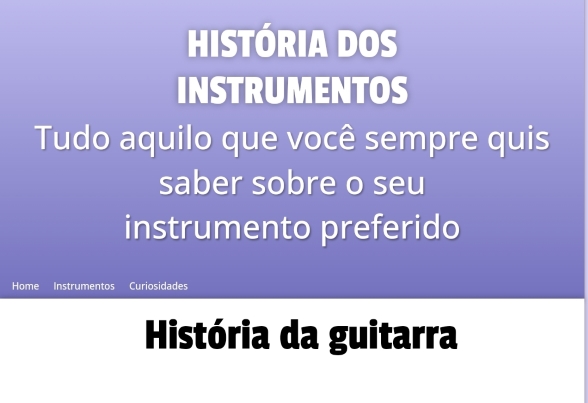 HISTÓRIA DOS
INSTRUMENTOS
Tudo aquilo que você sempre quis
saber sobre o seu
instrumento preferido
Home Instrumentos Curiosidades
História da guitarra